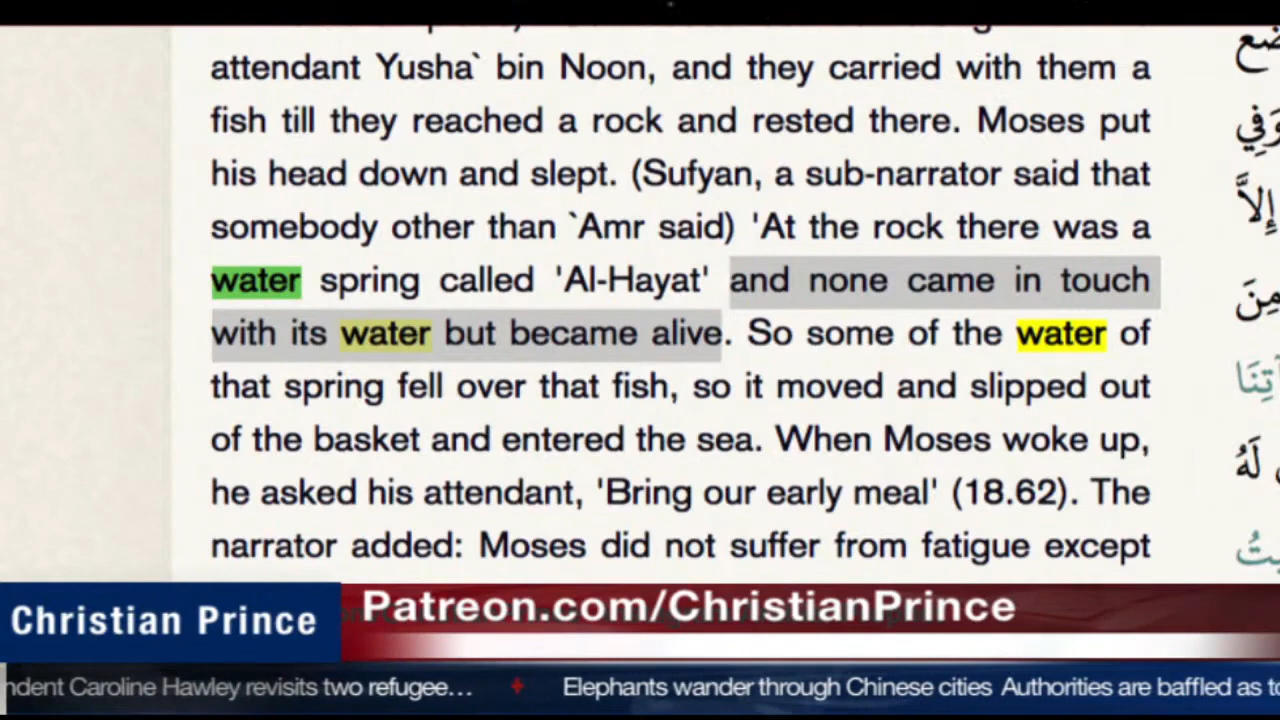 attendant Yusha` bin Noon, and they carried with them a
fish till they reached a rock and rested there. Moses put
his head down and slept. (Sufyan, a sub-narrator said that
somebody other than `Amr said) 'At the rock there was a
water spring called 'Al-Hayat' and none came in touch
with its water but became alive. So some of the water of
that spring fell over that fish, so it moved and slipped out
of the basket and entered the sea. When Moses woke up,
he asked his attendant, 'Bring our early meal' (18.62). The
narrator added: Moses did not suffer from fatigue except
وَفِي
إِلاَّ
مِنَ
لَهُ
Christian Prince
Patreon.com/ChristianPrince
Caroline Hawley revisits two refugee…
Elephants wander through Chinese cities Authorities are baffled as